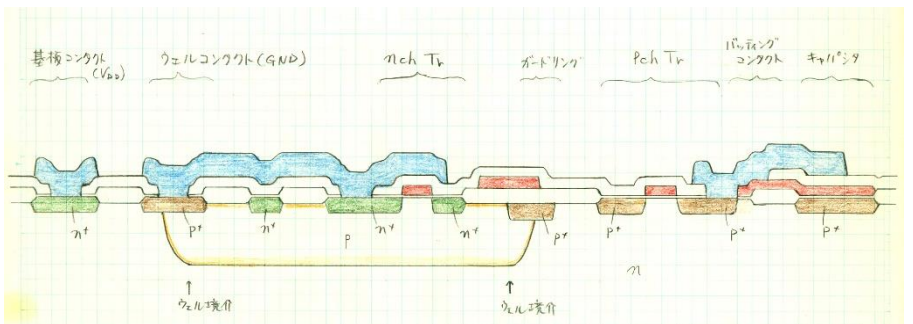 基板コンタクト
(VDD)
ウェルコンタクト(GND)
nch Tr
ガードリング
Pch Tr
バッティング
コンタクト
キャパシタ
n+
p+
n+
p
n+
n+
p+
p+
p+
p+
n
↑
ウェル境界
↑
ウェル境界